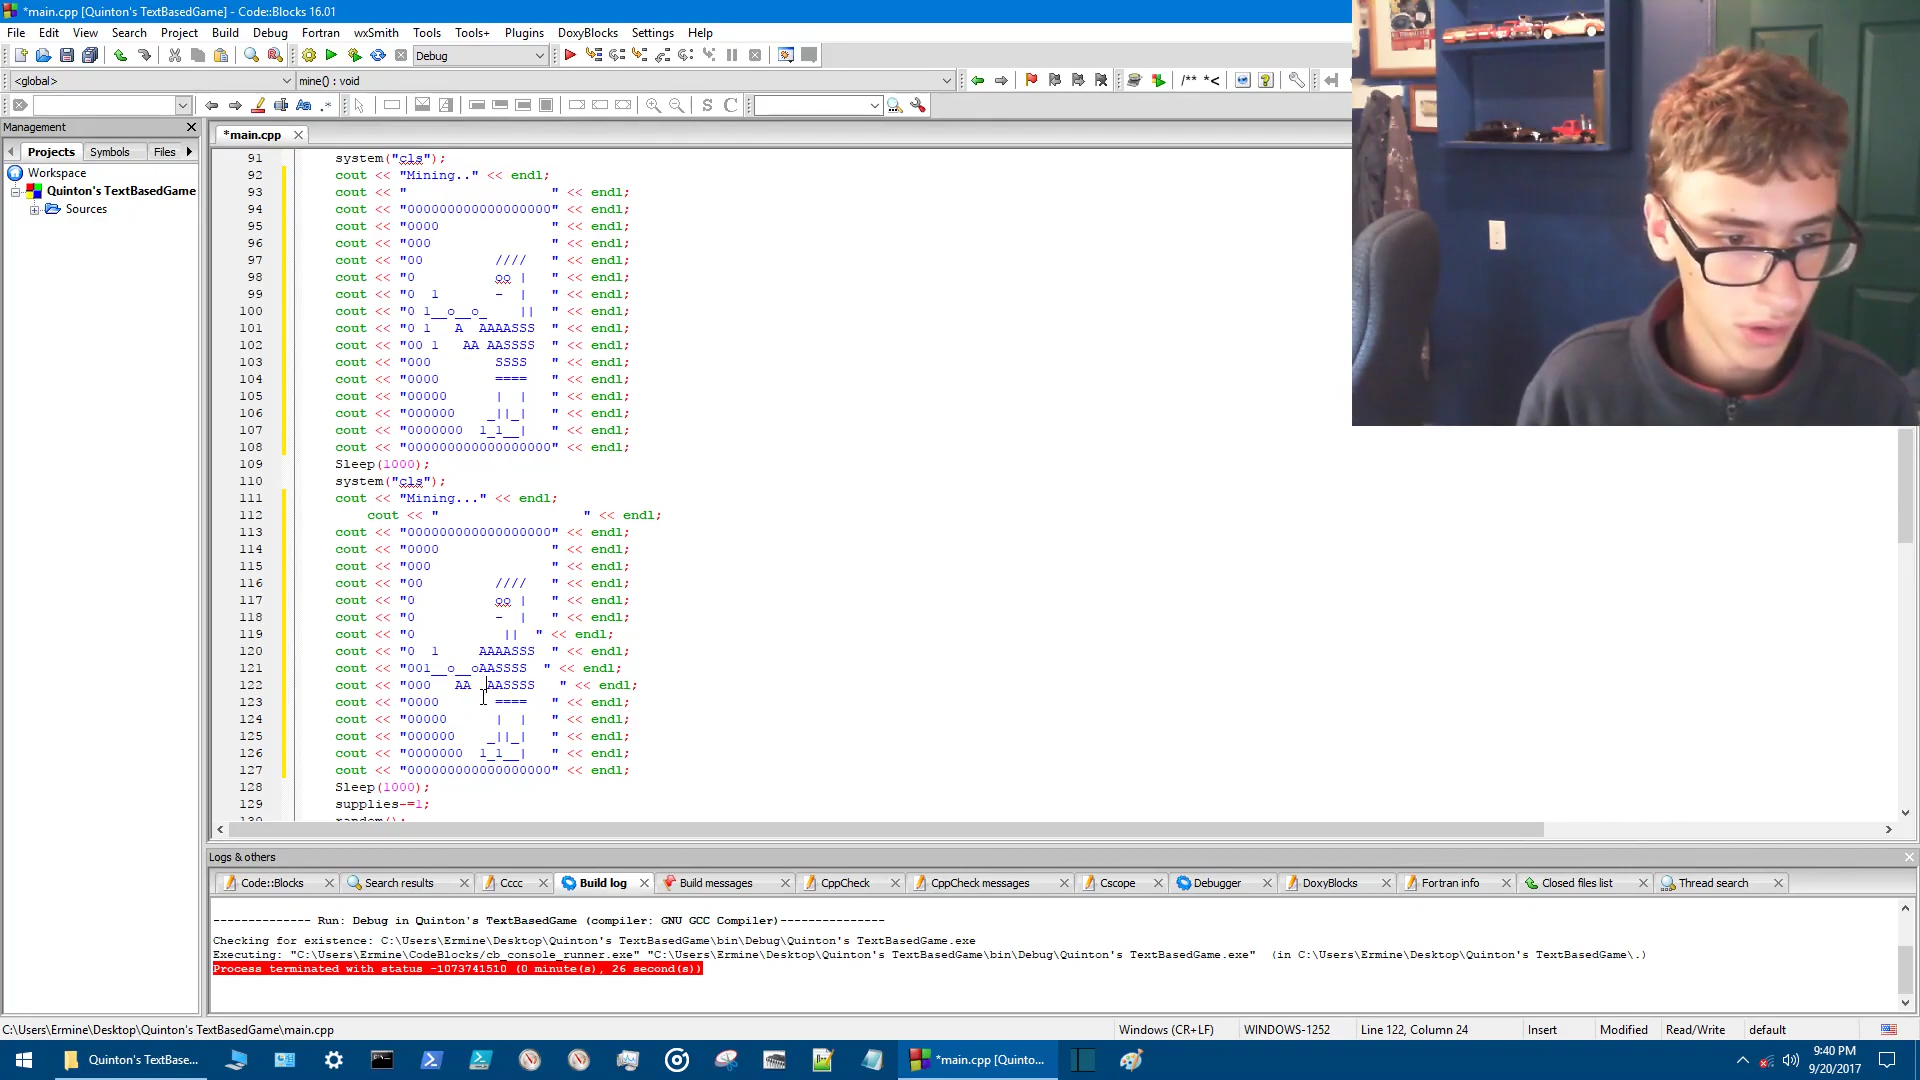 *main.cpp [Quinton's TextBasedGame] - Code::Blocks 16.01
File Edit View Search Project Build Debug Fortran wxSmith Tools Tools+ Plugins DoxyBlocks Settings Help
Debug
<global> mine() : void
/** *<
Aa .* S C
Management
*main.cpp
Projects Symbols Files
Workspace
Quinton's TextBasedGame
Sources
91 system("cls");
92 cout << "Mining.." << endl;
93 cout << "                  " << endl;
94 cout << "000000000000000000" << endl;
95 cout << "0000              " << endl;
96 cout << "000               " << endl;
97 cout << "00         ////   " << endl;
98 cout << "0          oo |   " << endl;
99 cout << "0  1       -  |   " << endl;
100 cout << "0 1__o__o_    ||  " << endl;
101 cout << "0 1   A  AAAASSS  " << endl;
102 cout << "00 1   AA AASSSS  " << endl;
103 cout << "000        SSSS   " << endl;
104 cout << "0000       ====   " << endl;
105 cout << "00000      |  |   " << endl;
106 cout << "000000    _||_|   " << endl;
107 cout << "0000000  1_1__|   " << endl;
108 cout << "000000000000000000" << endl;
109 Sleep(1000);
110 system("cls");
111 cout << "Mining..." << endl;
112 cout << "                  " << endl;
113 cout << "000000000000000000" << endl;
114 cout << "0000              " << endl;
115 cout << "000               " << endl;
116 cout << "00         ////   " << endl;
117 cout << "0          oo |   " << endl;
118 cout << "0          -  |   " << endl;
119 cout << "0           ||  " << endl;
120 cout << "0  1     AAAASSS  " << endl;
121 cout << "001__o__oAASSSS  " << endl;
122 cout << "000   AA  AASSSS   " << endl;
123 cout << "0000       ====   " << endl;
124 cout << "00000      |  |   " << endl;
125 cout << "000000    _||_|   " << endl;
126 cout << "0000000  1_1__|   " << endl;
127 cout << "000000000000000000" << endl;
128 Sleep(1000);
129 supplies-=1;
130 random();
Logs & others
Code::Blocks Search results Cccc Build log Build messages CppCheck CppCheck messages Cscope Debugger DoxyBlocks Fortran info Closed files list Thread search
-------------- Run: Debug in Quinton's TextBasedGame (compiler: GNU GCC Compiler)---------------
Checking for existence: C:\Users\Ermine\Desktop\Quinton's TextBasedGame\bin\Debug\Quinton's TextBasedGame.exe
Executing: "C:\Users\Ermine\CodeBlocks/cb_console_runner.exe" "C:\Users\Ermine\Desktop\Quinton's TextBasedGame\bin\Debug\Quinton's TextBasedGame.exe"  (in C:\Users\Ermine\Desktop\Quinton's TextBasedGame\.)
Process terminated with status -1073741510 (0 minute(s), 26 second(s))
C:\Users\Ermine\Desktop\Quinton's TextBasedGame\main.cpp Windows (CR+LF) WINDOWS-1252 Line 122, Column 24 Insert Modified Read/Write default
Quinton's TextBase... *main.cpp [Quinto... 9:40 PM
9/20/2017